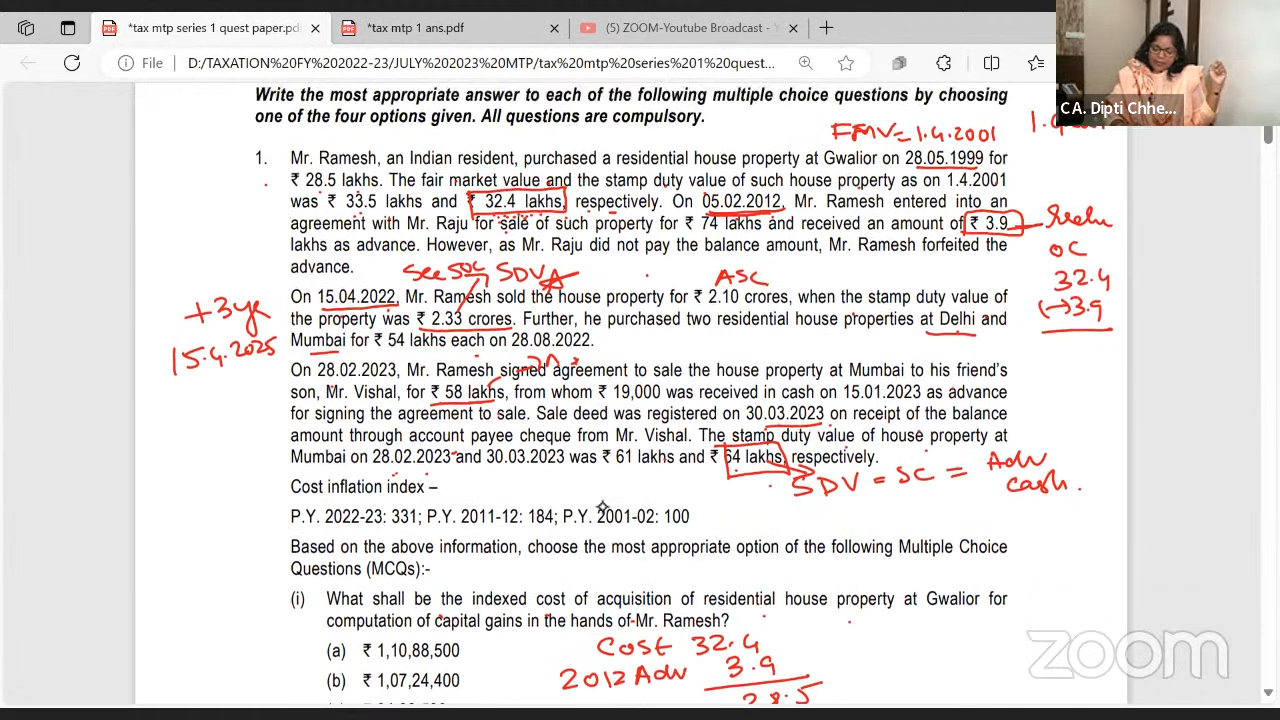 *tax mtp series 1 quest paper.pdf
*tax mtp 1 ans.pdf
(5) ZOOM-Youtube Broadcast -
File
D:/TAXATION%20FY%202022-23/JULY%202023%20MTP/tax%20mtp%20series%201%20quest...
C A. Dipti Chhe...
Write the most appropriate answer to each of the following multiple choice questions by choosing
one of the four options given. All questions are compulsory.
FMV=1.4.2001
1. Mr. Ramesh, an Indian resident, purchased a residential house property at Gwalior on 28.05.1999 for
₹ 28.5 lakhs. The fair market value and the stamp duty value of such house property as on 1.4.2001
was ₹ 33.5 lakhs and ₹ 32.4 lakhs, respectively. On 05.02.2012, Mr. Ramesh entered into an
agreement with Mr. Raju for sale of such property for ₹ 74 lakhs and received an amount of ₹ 3.9
lakhs as advance. However, as Mr. Raju did not pay the balance amount, Mr. Ramesh forfeited the
advance.
OC
32.4
(-)3.9
SDV
ASC
On 15.04.2022, Mr. Ramesh sold the house property for ₹ 2.10 crores, when the stamp duty value of
the property was ₹ 2.33 crores. Further, he purchased two residential house properties at Delhi and
Mumbai for ₹ 54 lakhs each on 28.08.2022.
+3 yr
15.4.2025
On 28.02.2023, Mr. Ramesh signed agreement to sale the house property at Mumbai to his friend's
son, Mr. Vishal, for ₹ 58 lakhs, from whom ₹ 19,000 was received in cash on 15.01.2023 as advance
for signing the agreement to sale. Sale deed was registered on 30.03.2023 on receipt of the balance
amount through account payee cheque from Mr. Vishal. The stamp duty value of house property at
Mumbai on 28.02.2023 and 30.03.2023 was ₹ 61 lakhs and ₹ 64 lakhs, respectively.
SDV = SC = Adv
cash.
Cost inflation index –
P.Y. 2022-23: 331; P.Y. 2011-12: 184; P.Y. 2001-02: 100
Based on the above information, choose the most appropriate option of the following Multiple Choice
Questions (MCQs):-
(i) What shall be the indexed cost of acquisition of residential house property at Gwalior for
computation of capital gains in the hands of Mr. Ramesh?
(a) ₹ 1,10,88,500
(b) ₹ 1,07,24,400
Cost 32.4
2012 Adv 3.9
28.5
zoom